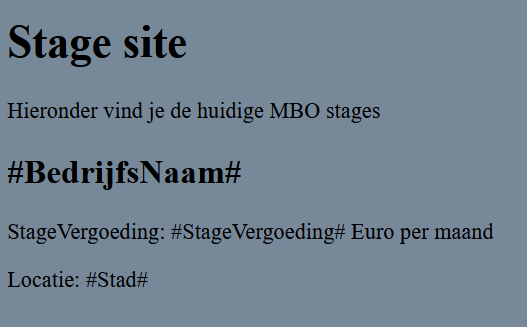 Stage site
Hieronder vind je de huidige MBO stages
#BedrijfsNaam#
StageVergoeding: #StageVergoeding# Euro per maand
Locatie: #Stad#